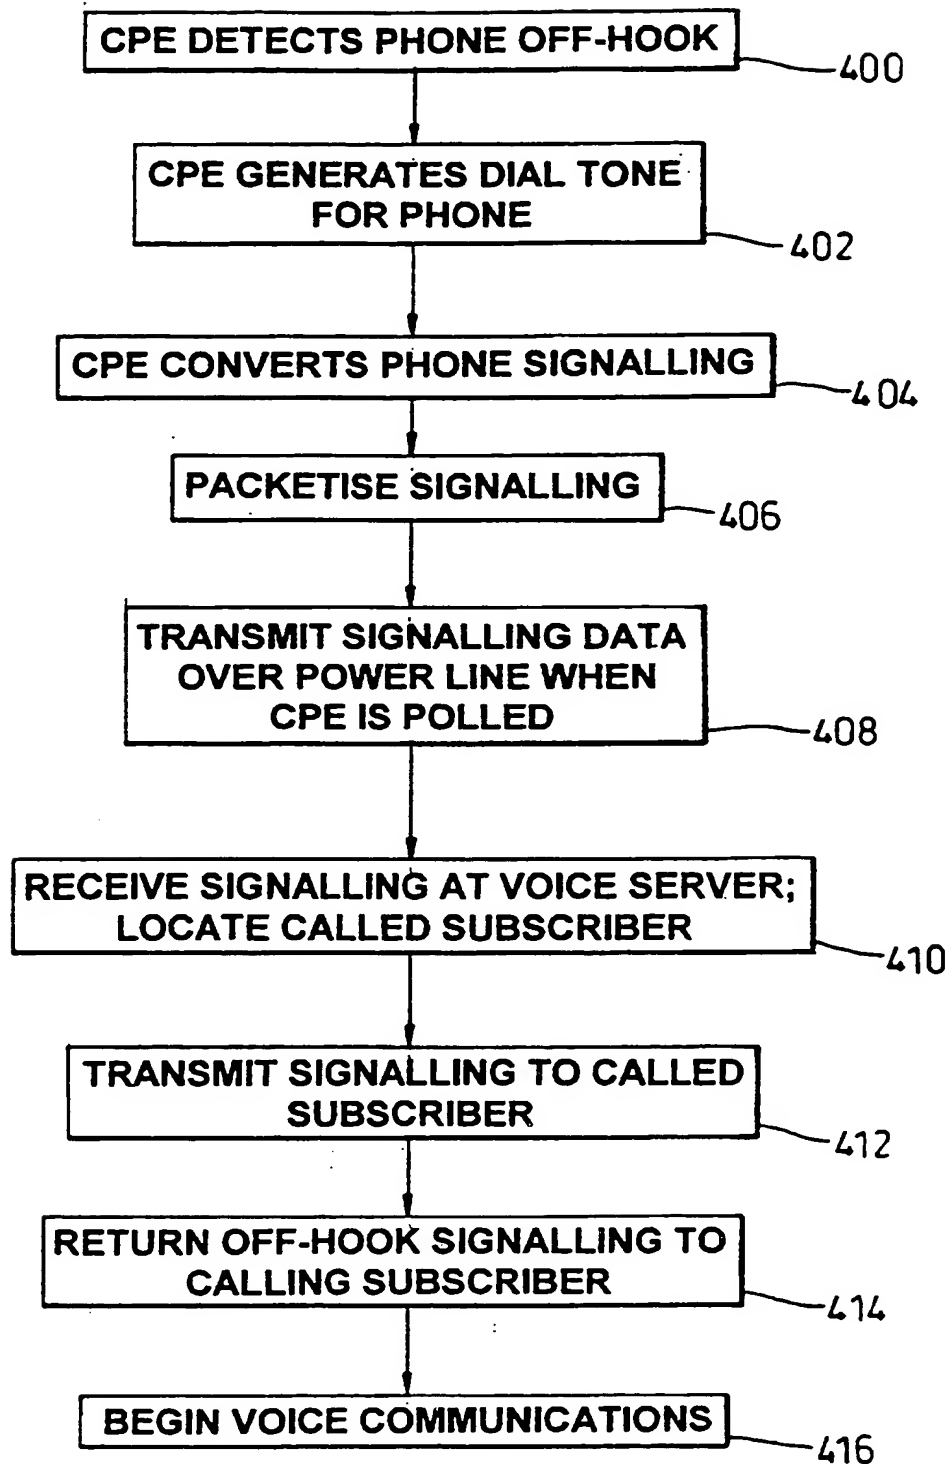 CPE DETECTS PHONE OFF-HOOK
400
CPE GENERATES DIAL TONE
FOR PHONE
402
CPE CONVERTS PHONE SIGNALLING
404
PACKETISE SIGNALLING
406
TRANSMIT SIGNALLING DATA
OVER POWER LINE WHEN
CPE IS POLLED
408
RECEIVE SIGNALLING AT VOICE SERVER;
LOCATE CALLED SUBSCRIBER
410
TRANSMIT SIGNALLING TO CALLED
SUBSCRIBER
412
RETURN OFF-HOOK SIGNALLING TO
CALLING SUBSCRIBER
414
BEGIN VOICE COMMUNICATIONS
416